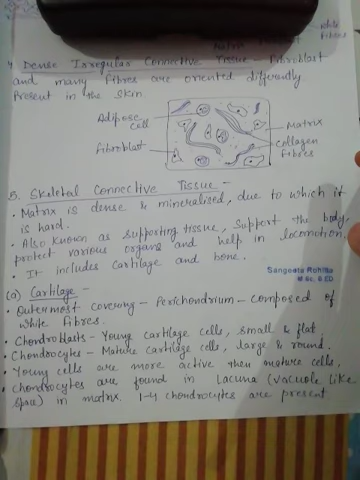 white
fibres
4. Dense Irregular Connective Tissue - Fibroblast
and many fibres are oriented differently.
Present in the skin
Adipose cell
Fibroblast
Matrix
Collagen fibres
B. Skeletal Connective Tissue -
• Matrix is dense & mineralised, due to which it
is hard.
• Also known as supporting tissue, support the body,
protect various organs and help in locomotion.
• It includes cartilage and bone.
Sangeeta Rohilla
M.Sc. B.ED
(a) Cartilage -
• Outermost covering - Perichondrium - composed of
white fibres.
• Chondroblasts - Young cartilage cells, small & flat
• Chondrocytes - Mature cartilage cells, large & round.
• Young cells are more active then mature cells.
• Chondrocytes are found in Lacuna (vacuole like
space) in matrix. 1-4 chondrocytes are present